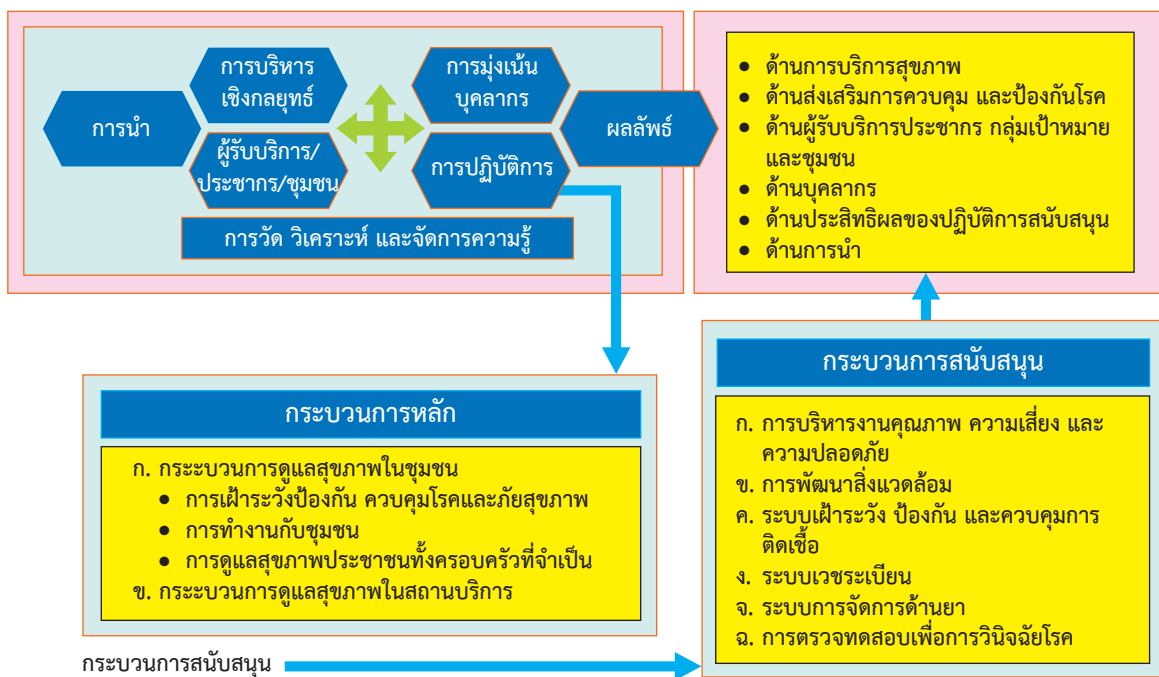 การนำ
การบริหาร
เชิงกลยุทธ์
ผู้รับบริการ/
ประชากร/ชุมชน
การมุ่งเน้น
บุคลากร
การปฏิบัติการ
ผลลัพธ์
การวัด วิเคราะห์ และจัดการความรู้
● ด้านการบริการสุขภาพ
● ด้านส่งเสริมการควบคุม และป้องกันโรค
● ด้านผู้รับบริการประชากร กลุ่มเป้าหมาย
และชุมชน
● ด้านบุคลากร
● ด้านประสิทธิผลของปฏิบัติการสนับสนุน
● ด้านการนำ
กระบวนการหลัก
ก. กระะบวนการดูแลสุขภาพในชุมชน
● การเฝ้าระวังป้องกัน ควบคุมโรคและภัยสุขภาพ
● การทำงานกับชุมชน
● การดูแลสุขภาพประชาชนทั้งครอบครัวที่จำเป็น
ข. กระะบวนการดูแลสุขภาพในสถานบริการ
กระบวนการสนับสนุน
กระบวนการสนับสนุน
ก. การบริหารงานคุณภาพ ความเสี่ยง และ
ความปลอดภัย
ข. การพัฒนาสิ่งแวดล้อม
ค. ระบบเฝ้าระวัง ป้องกัน และควบคุมการ
ติดเชื้อ
ง. ระบบเวชระเบียน
จ. ระบบการจัดการด้านยา
ฉ. การตรวจทดสอบเพื่อการวินิจฉัยโรค